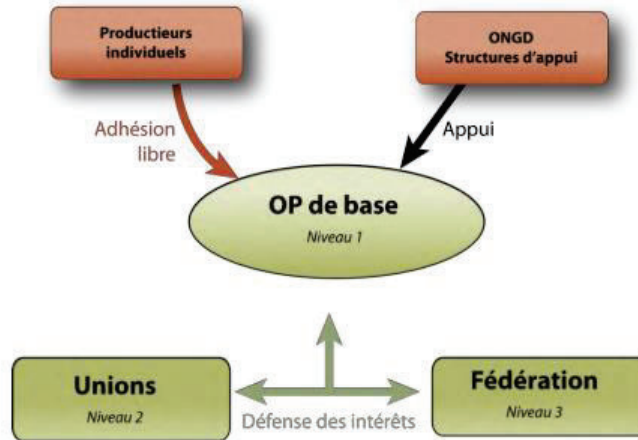 Productieurs
individuels
ONGD
Structures d'appui
Adhésion
libre
Appui
OP de base
Niveau 1
Unions
Niveau 2
Défense des intérêts
Fédération
Niveau 3